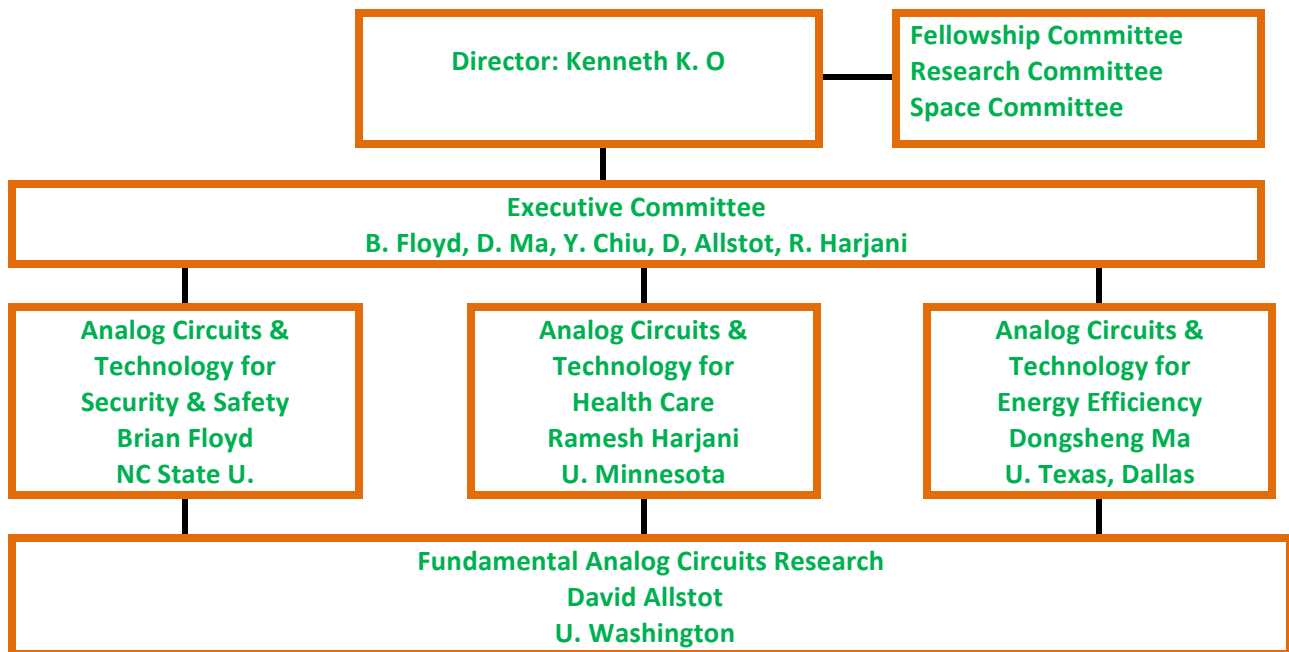 Director: Kenneth K. O
Fellowship Committee
Research Committee
Space Committee
Executive Committee
B. Floyd, D. Ma, Y. Chiu, D, Allstot, R. Harjani
Analog Circuits &
Technology for
Security & Safety
Brian Floyd
NC State U.
Analog Circuits &
Technology for
Health Care
Ramesh Harjani
U. Minnesota
Analog Circuits &
Technology for
Energy Efficiency
Dongsheng Ma
U. Texas, Dallas
Fundamental Analog Circuits Research
David Allstot
U. Washington